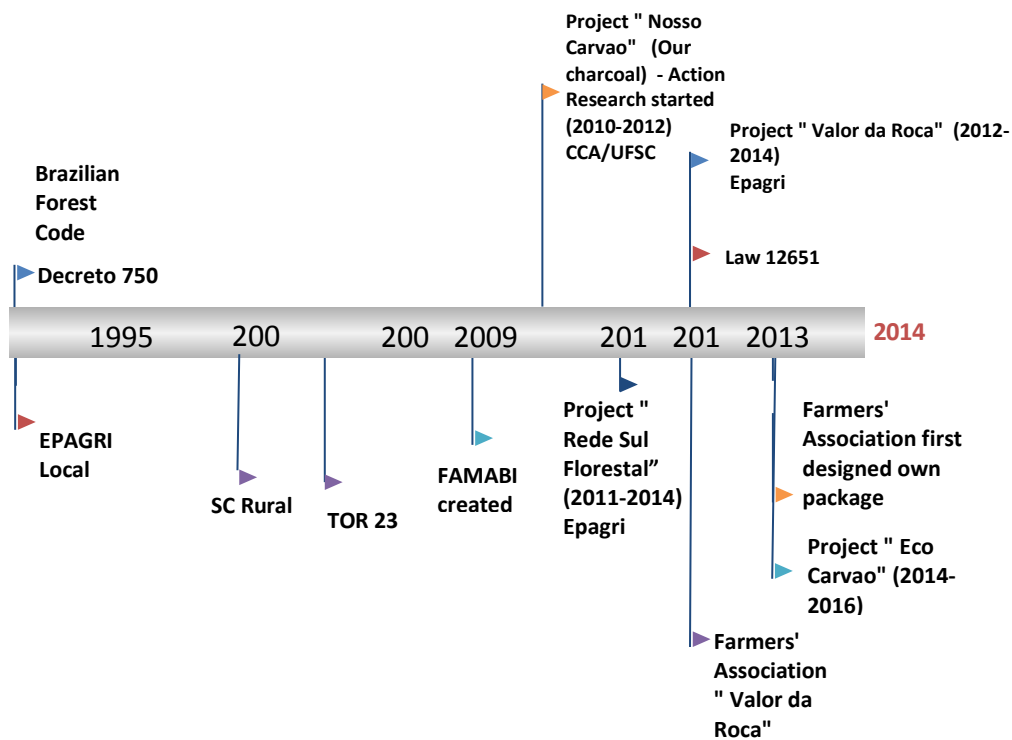 Project " Nosso
Carvao" (Our
charcoal) - Action
Research started
(2010-2012)
CCA/UFSC
Project " Valor da Roca" (2012-
2014)
Epagri
Brazilian
Forest
Code
Decreto 750
Law 12651
1995 200 200 2009 201 201 2013 2014
EPAGRI
Local
SC Rural
TOR 23
FAMABI
created
Project "
Rede Sul
Florestal”
(2011-2014)
Epagri
Farmers'
Association first
designed own
package
Project " Eco
Carvao" (2014-
2016)
Farmers'
Association
" Valor da
Roca"